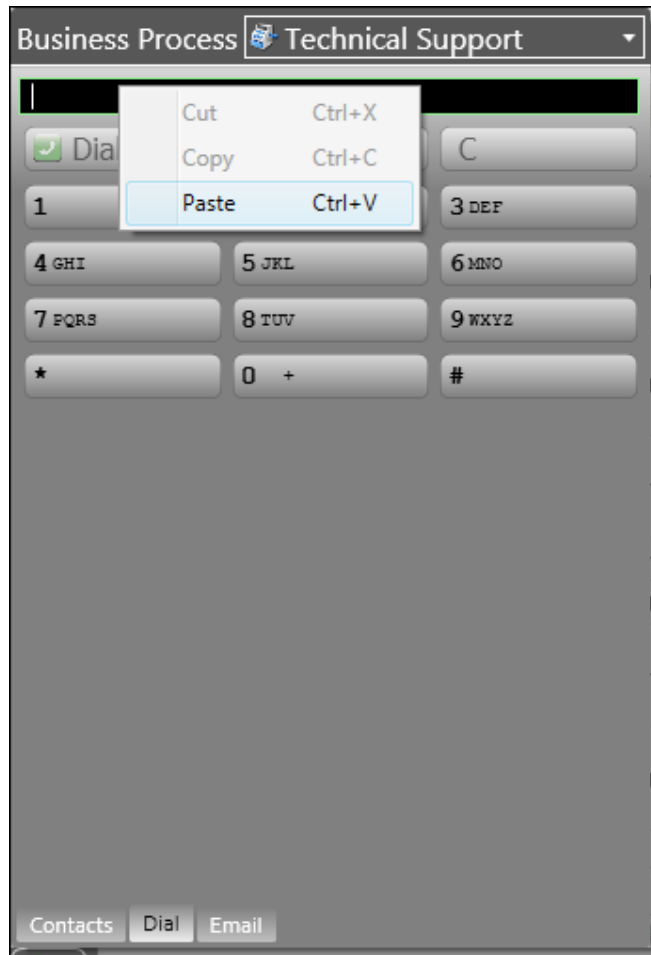 Business Process Technical Support
Cut Ctrl+X
Dial Copy Ctrl+C C
1 Paste Ctrl+V 3 DEF
4 GHI 5 JKL 6 MNO
7 PQRS 8 TUV 9 WXYZ
* 0 + #
Contacts Dial Email